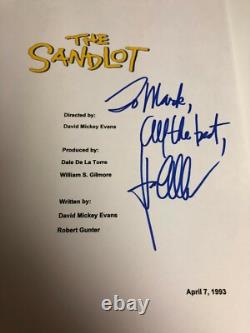 THE
SANDLOT
Directed by:
David Mickey Evans
To Mark,
All the best,
Produced by:
Dale De La Torre
William S. Gilmore
Written by:
David Mickey Evans
Robert Gunter
April 7, 1993